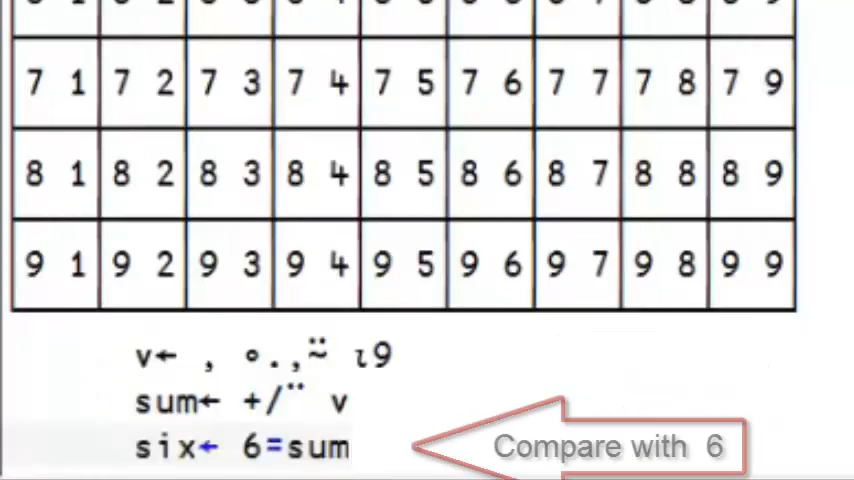 7 1 7 2 7 3 7 4 7 5 7 6 7 7 7 8 7 9
8 1 8 2 8 3 8 4 8 5 8 6 8 7 8 8 8 9
9 1 9 2 9 3 9 4 9 5 9 6 9 7 9 8 9 9
v← , ∘.,⍨ ⍳9
sum← +/¨ v
six← 6=sum
Compare with 6